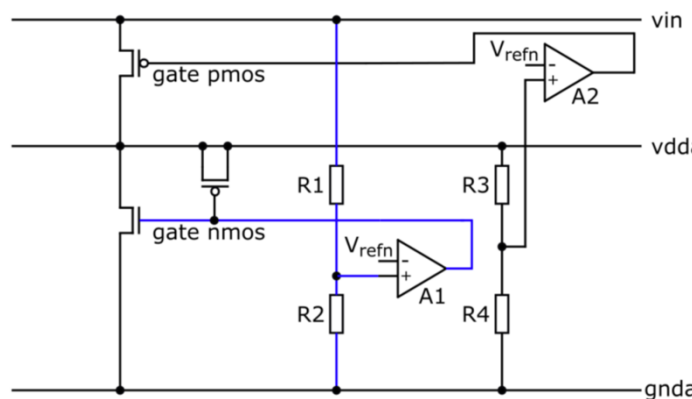 vin
Vrefn
-
+
A2
gate pmos
vdda
R1
R3
gate nmos
Vrefn
-
+
A1
R2
R4
gnda